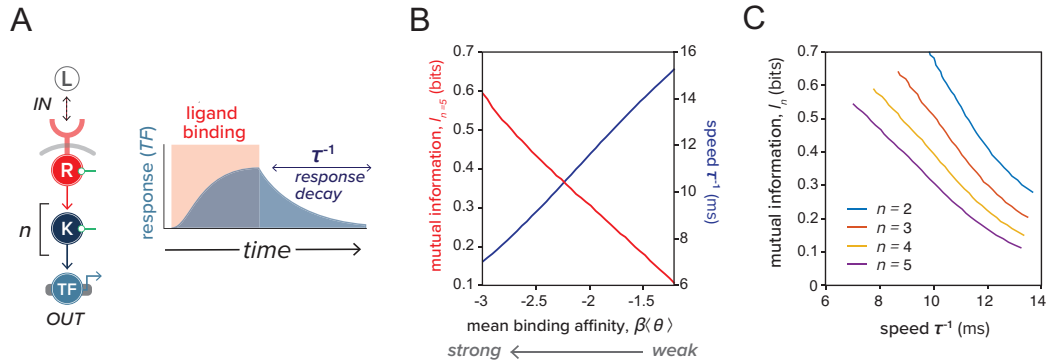 A
L
IN
R
n
K
TF
OUT
response (TF)
ligand
binding
τ⁻¹
response
decay
time
B
mutual information, Iₙ₌₅ (bits)
0.7
0.6
0.5
0.4
0.3
0.2
0.1
16
14
12
10
8
6
speed τ⁻¹ (ms)
-3
-2.5
-2
-1.5
mean binding affinity, β⟨θ⟩
strong
weak
C
mutual information, Iₙ (bits)
0.7
0.6
0.5
0.4
0.3
0.2
0.1
0
n = 2
n = 3
n = 4
n = 5
6
8
10
12
14
speed τ⁻¹ (ms)